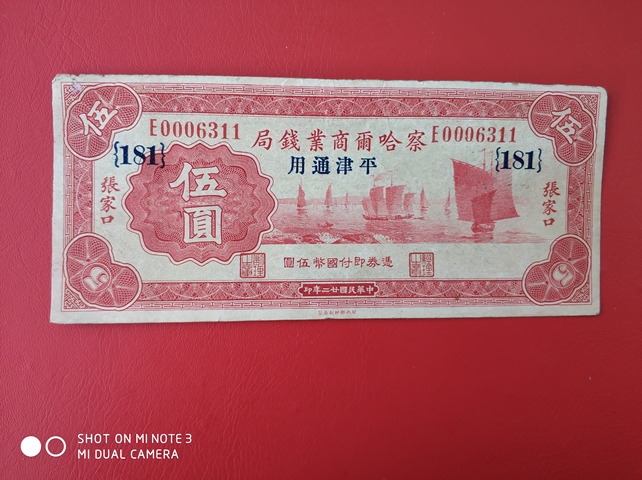 伍
伍
E0006311
局錢業商爾哈察
E0006311
{181}
用通津平
{181}
張家口
伍圓
張家口
圓伍幣國付即券憑
5
印年二廿國民華中
5
SHOT ON MI NOTE 3
MI DUAL CAMERA